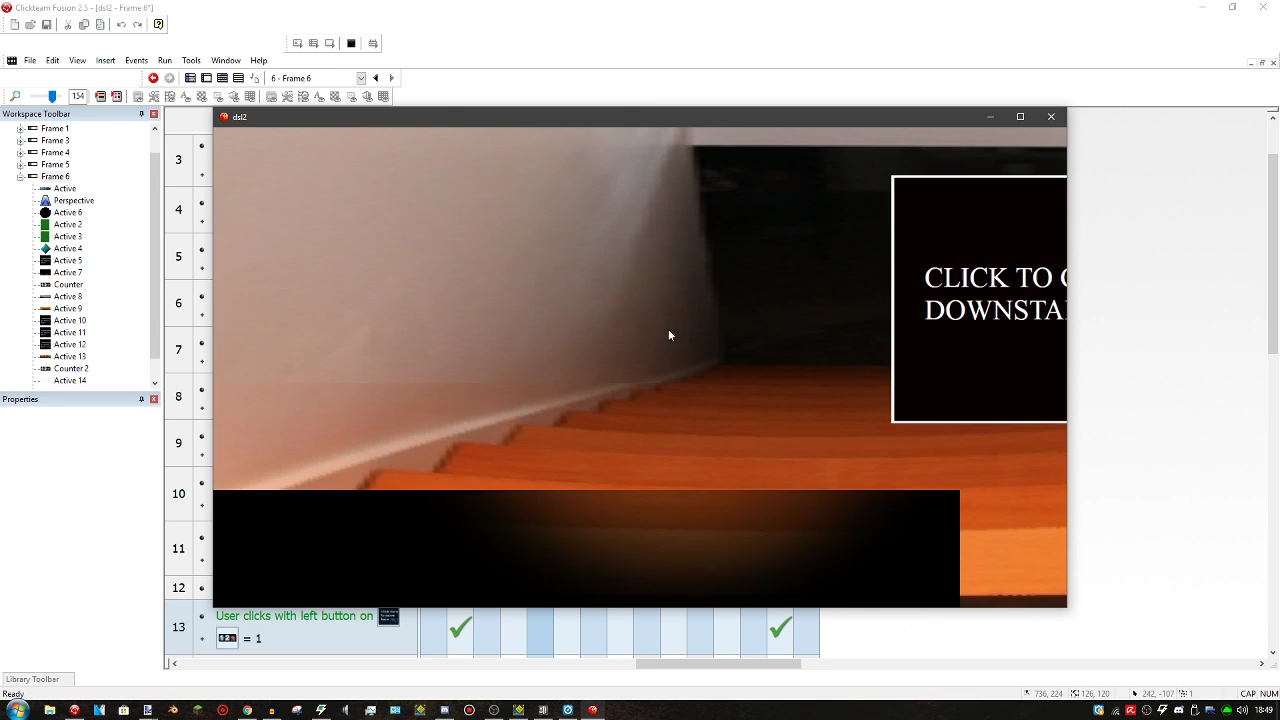 Clickteam Fusion 2.5 - [dsl2 - Frame 6*]
File Edit View Insert Events Run Tools Window Help
6 - Frame 6
154
Workspace Toolbar
Frame 1
Frame 3
Frame 4
Frame 5
Frame 6
Active
Perspective
Active 6
Active 2
Active 3
Active 4
Active 5
Active 7
Counter
Active 8
Active 9
Active 10
Active 11
Active 12
Active 13
Counter 2
Active 14
Properties
3
4
5
6
7
8
9
10
11
12
13
dsl2
CLICK TO
DOWNSTA
User clicks with left button on
= 1
Library Toolbar
Ready
736, 224
126, 120
242, -107
1
CAP NUM
18:49